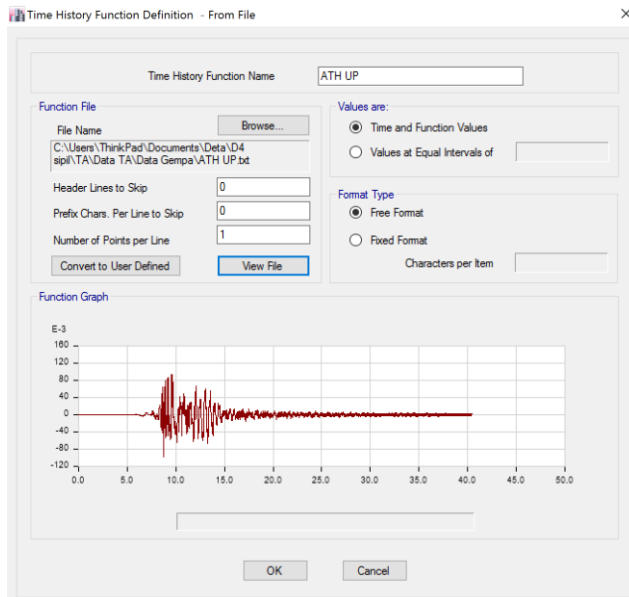 Time History Function Definition - From File
Time History Function Name ATH UP
Function File
File Name Browse...
C:\Users\ThinkPad\Documents\Deta\D4
sipil\TA\Data TA\Data Gempa\ATH UP.txt
Header Lines to Skip 0
Prefix Chars. Per Line to Skip 0
Number of Points per Line 1
Convert to User Defined View File
Values are:
Time and Function Values
Values at Equal Intervals of
Format Type
Free Format
Fixed Format
Characters per Item
Function Graph
E-3
160
120
80
40
0
-40
-80
-120
0.0 5.0 10.0 15.0 20.0 25.0 30.0 35.0 40.0 45.0 50.0
OK Cancel